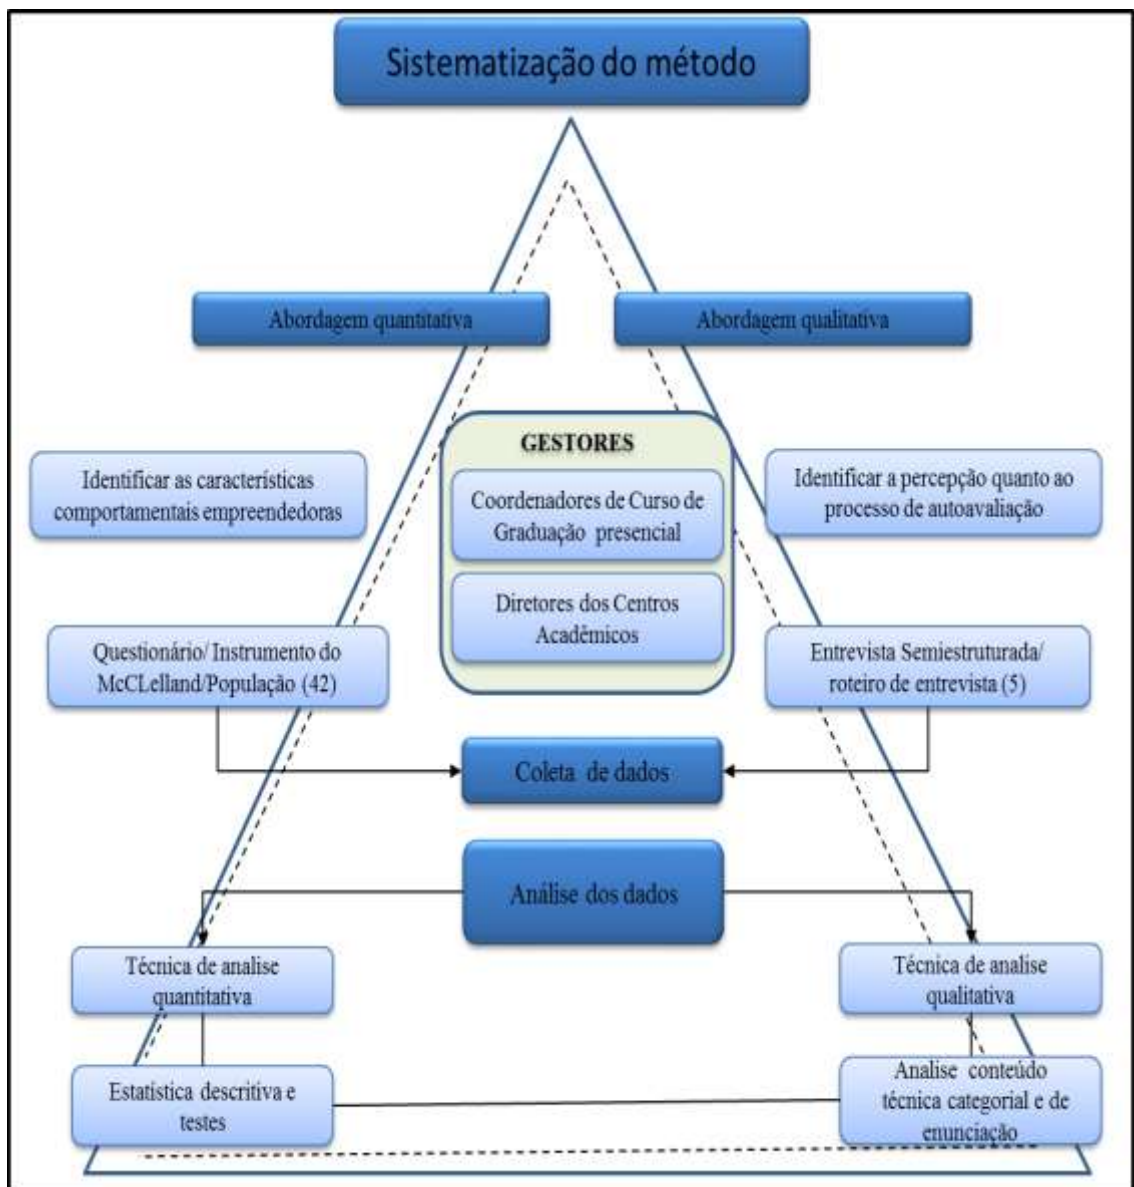 Sistematização do método
Abordagem quantitativa
Abordagem qualitativa
GESTORES
Coordenadores de Curso de
Graduação presencial
Diretores dos Centros
Acadêmicos
Identificar as características
comportamentais empreendedoras
Identificar a percepção quanto ao
processo de autoavaliação
Questionário/ Instrumento do
McCLelland/População (42)
Entrevista Semiestruturada/
roteiro de entrevista (5)
Coleta de dados
Análise dos dados
Técnica de analise
quantitativa
Técnica de analise
qualitativa
Estatística descritiva e
testes
Analise conteúdo
técnica categorial e de
enunciação